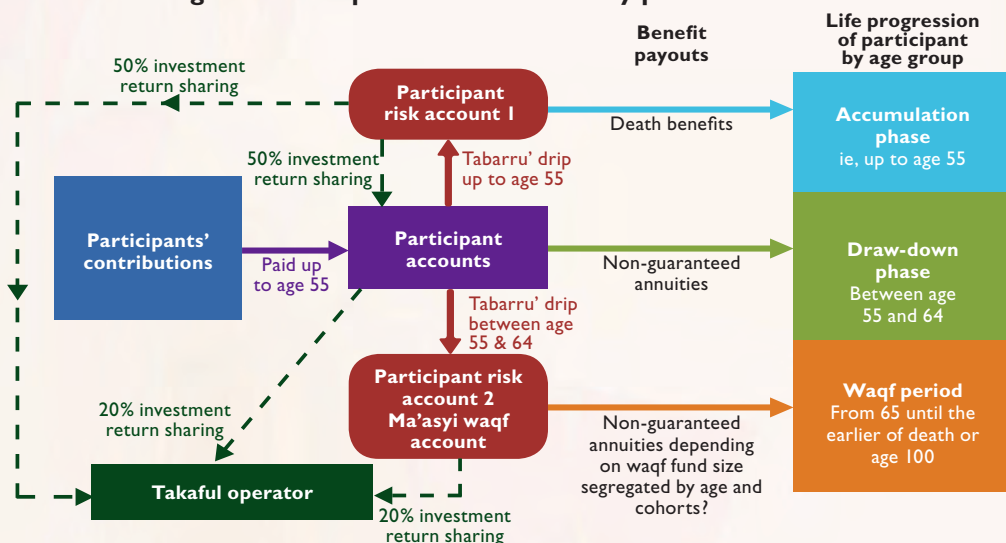 Benefit
payouts
Life progression
of participant
by age group
50% investment
return sharing
Participant
risk account 1
Death benefits
Accumulation
phase
ie, up to age 55
50% investment
return sharing
Tabarru’ drip
up to age 55
Participants’
contributions
Paid up
to age 55
Participant
accounts
Non-guaranteed
annuities
Draw-down
phase
Between age
55 and 64
Tabarru’ drip
between age
55 & 64
Participant risk
account 2
Ma’asyi waqf
account
Waqf period
From 65 until the
earlier of death or
age 100
20% investment
return sharing
Non-guaranteed
annuities depending
on waqf fund size
segregated by age and
cohorts?
Takaful operator
20% investment
return sharing